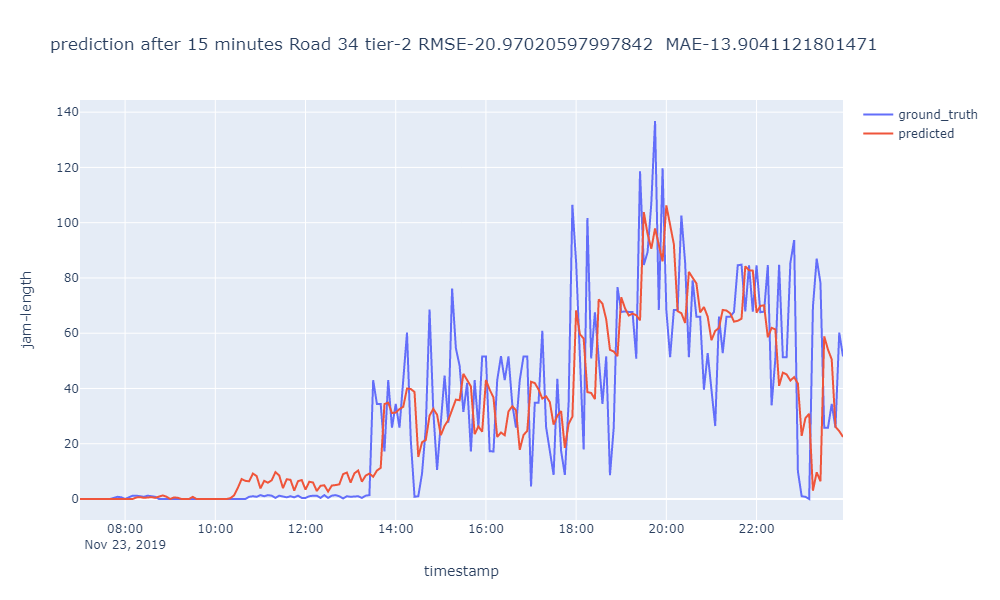 prediction after 15 minutes Road 34 tier-2 RMSE-20.97020597997842  MAE-13.9041121801471
ground_truth
predicted
140
120
100
80
60
40
20
0
jam-length
08:00 10:00 12:00 14:00 16:00 18:00 20:00 22:00
Nov 23, 2019
timestamp